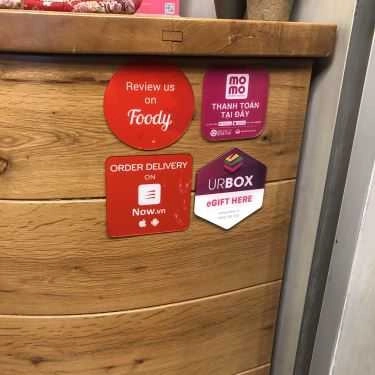 Review us
on
Foody
MO
MO
THANH TOÁN
TẠI ĐÂY
ORDER DELIVERY
ON
Now.vn
URBOX
eGIFT HERE